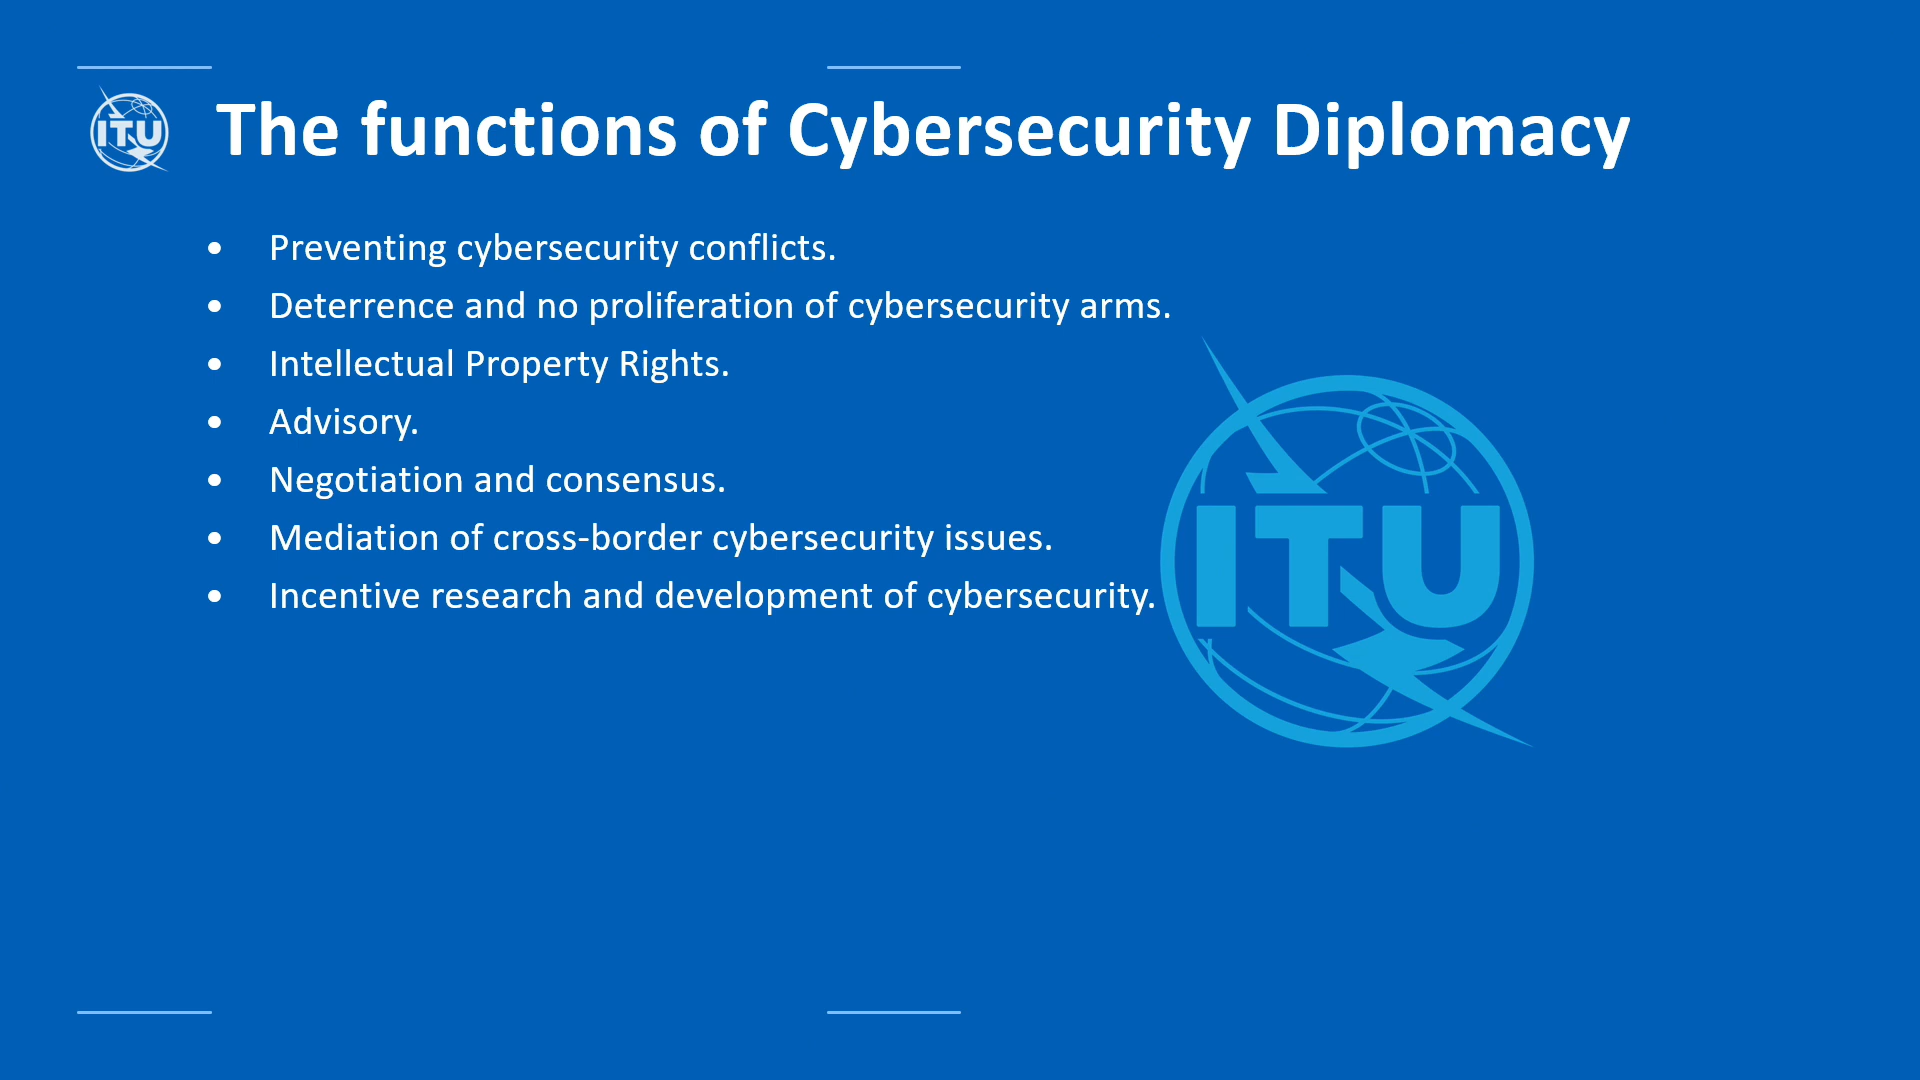 ITU
The functions of Cybersecurity Diplomacy
• Preventing cybersecurity conflicts.
• Deterrence and no proliferation of cybersecurity arms.
• Intellectual Property Rights.
• Advisory.
• Negotiation and consensus.
• Mediation of cross-border cybersecurity issues.
• Incentive research and development of cybersecurity.
ITU